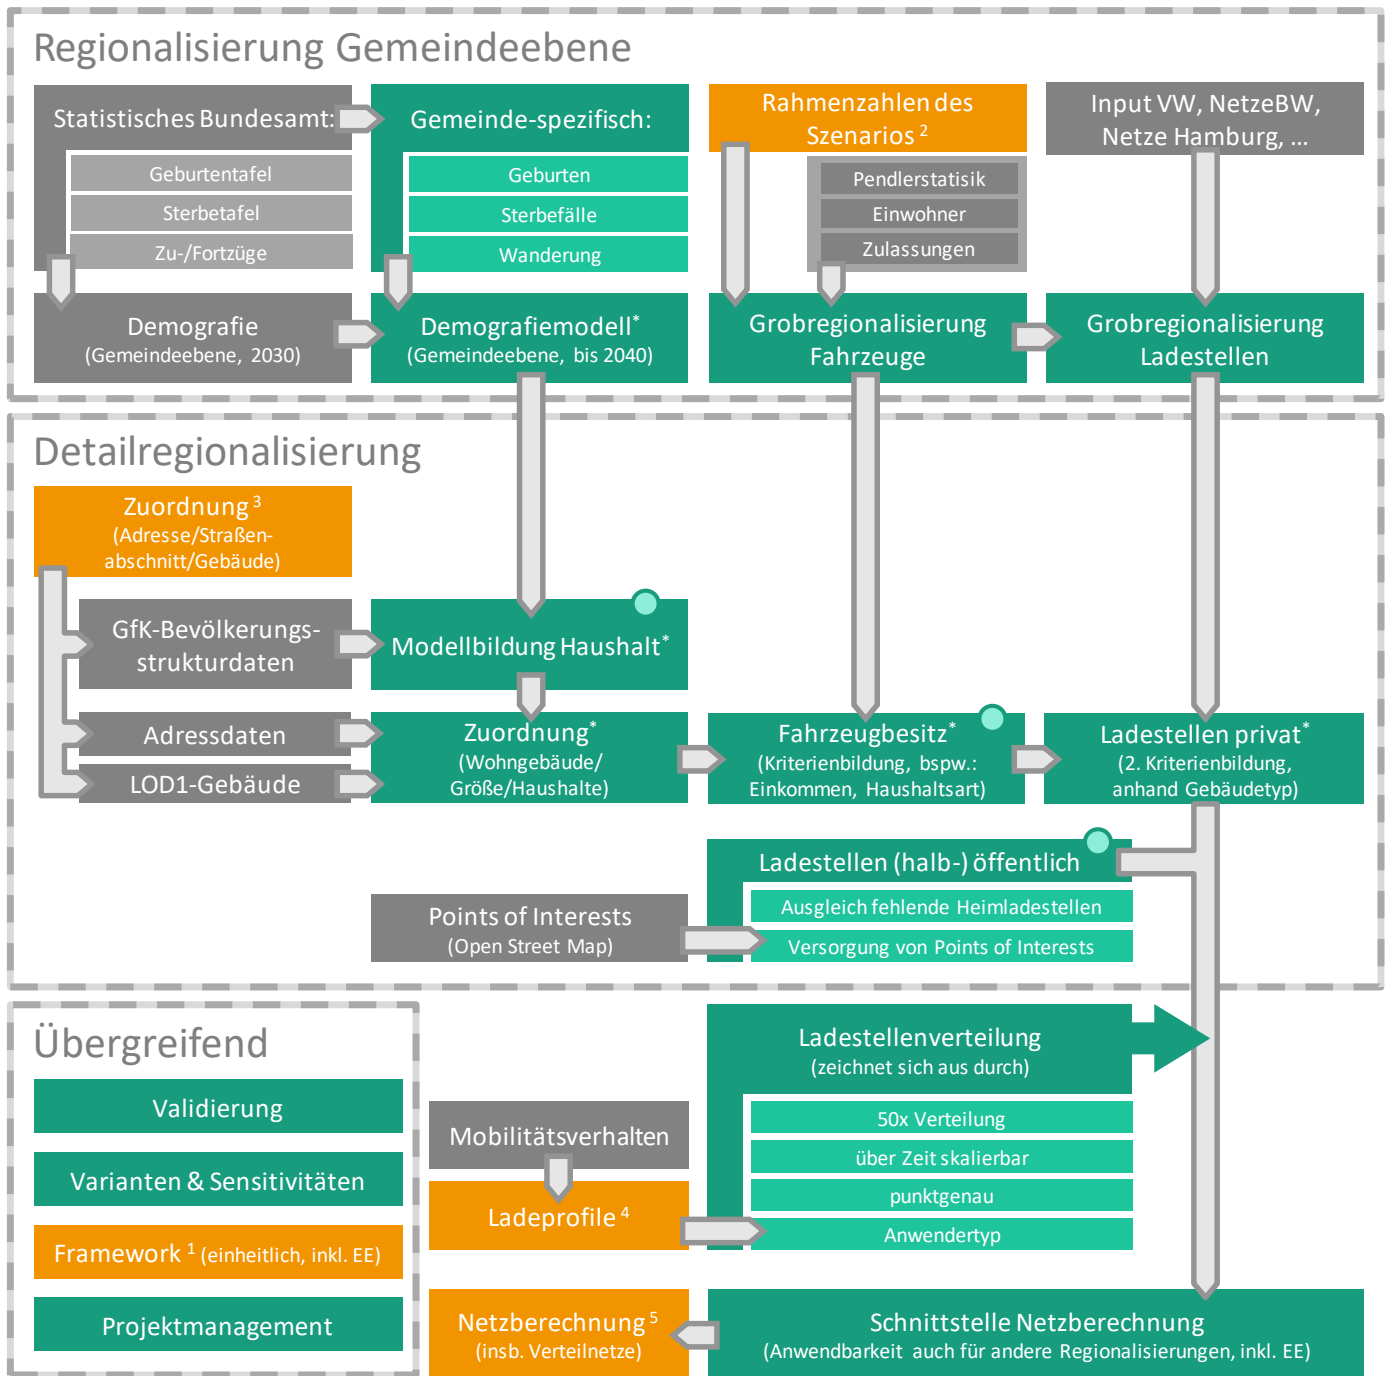 Regionalisierung Gemeindeebene
Statistisches Bundesamt:
Geburtentafel
Sterbetafel
Zu-/Fortzüge
Demografie
(Gemeindeebene, 2030)
Gemeinde-spezifisch:
Geburten
Sterbefälle
Wanderung
Demografiemodell*
(Gemeindeebene, bis 2040)
Rahmenzahlen des
Szenarios 2
Pendlerstatisik
Einwohner
Zulassungen
Grobregionalisierung
Fahrzeuge
Input VW, NetzeBW,
Netze Hamburg, …
Grobregionalisierung
Ladestellen
Detailregionalisierung
Zuordnung 3
(Adresse/Straßen-
abschnitt/Gebäude)
GfK-Bevölkerungs-
strukturdaten
Modellbildung Haushalt*
Adressdaten
LOD1-Gebäude
Zuordnung*
(Wohngebäude/
Größe/Haushalte)
Fahrzeugbesitz*
(Kriterienbildung, bspw.:
Einkommen, Haushaltsart)
Ladestellen privat*
(2. Kriterienbildung,
anhand Gebäudetyp)
Ladestellen (halb-) öffentlich
Ausgleich fehlende Heimladestellen
Versorgung von Points of Interests
Points of Interests
(Open Street Map)
Übergreifend
Validierung
Varianten & Sensitivitäten
Framework 1 (einheitlich, inkl. EE)
Projektmanagement
Ladestellenverteilung
(zeichnet sich aus durch)
50x Verteilung
über Zeit skalierbar
punktgenau
Anwendertyp
Mobilitätsverhalten
Ladeprofile 4
Netzberechnung 5
(insb. Verteilnetze)
Schnittstelle Netzberechnung
(Anwendbarkeit auch für andere Regionalisierungen, inkl. EE)